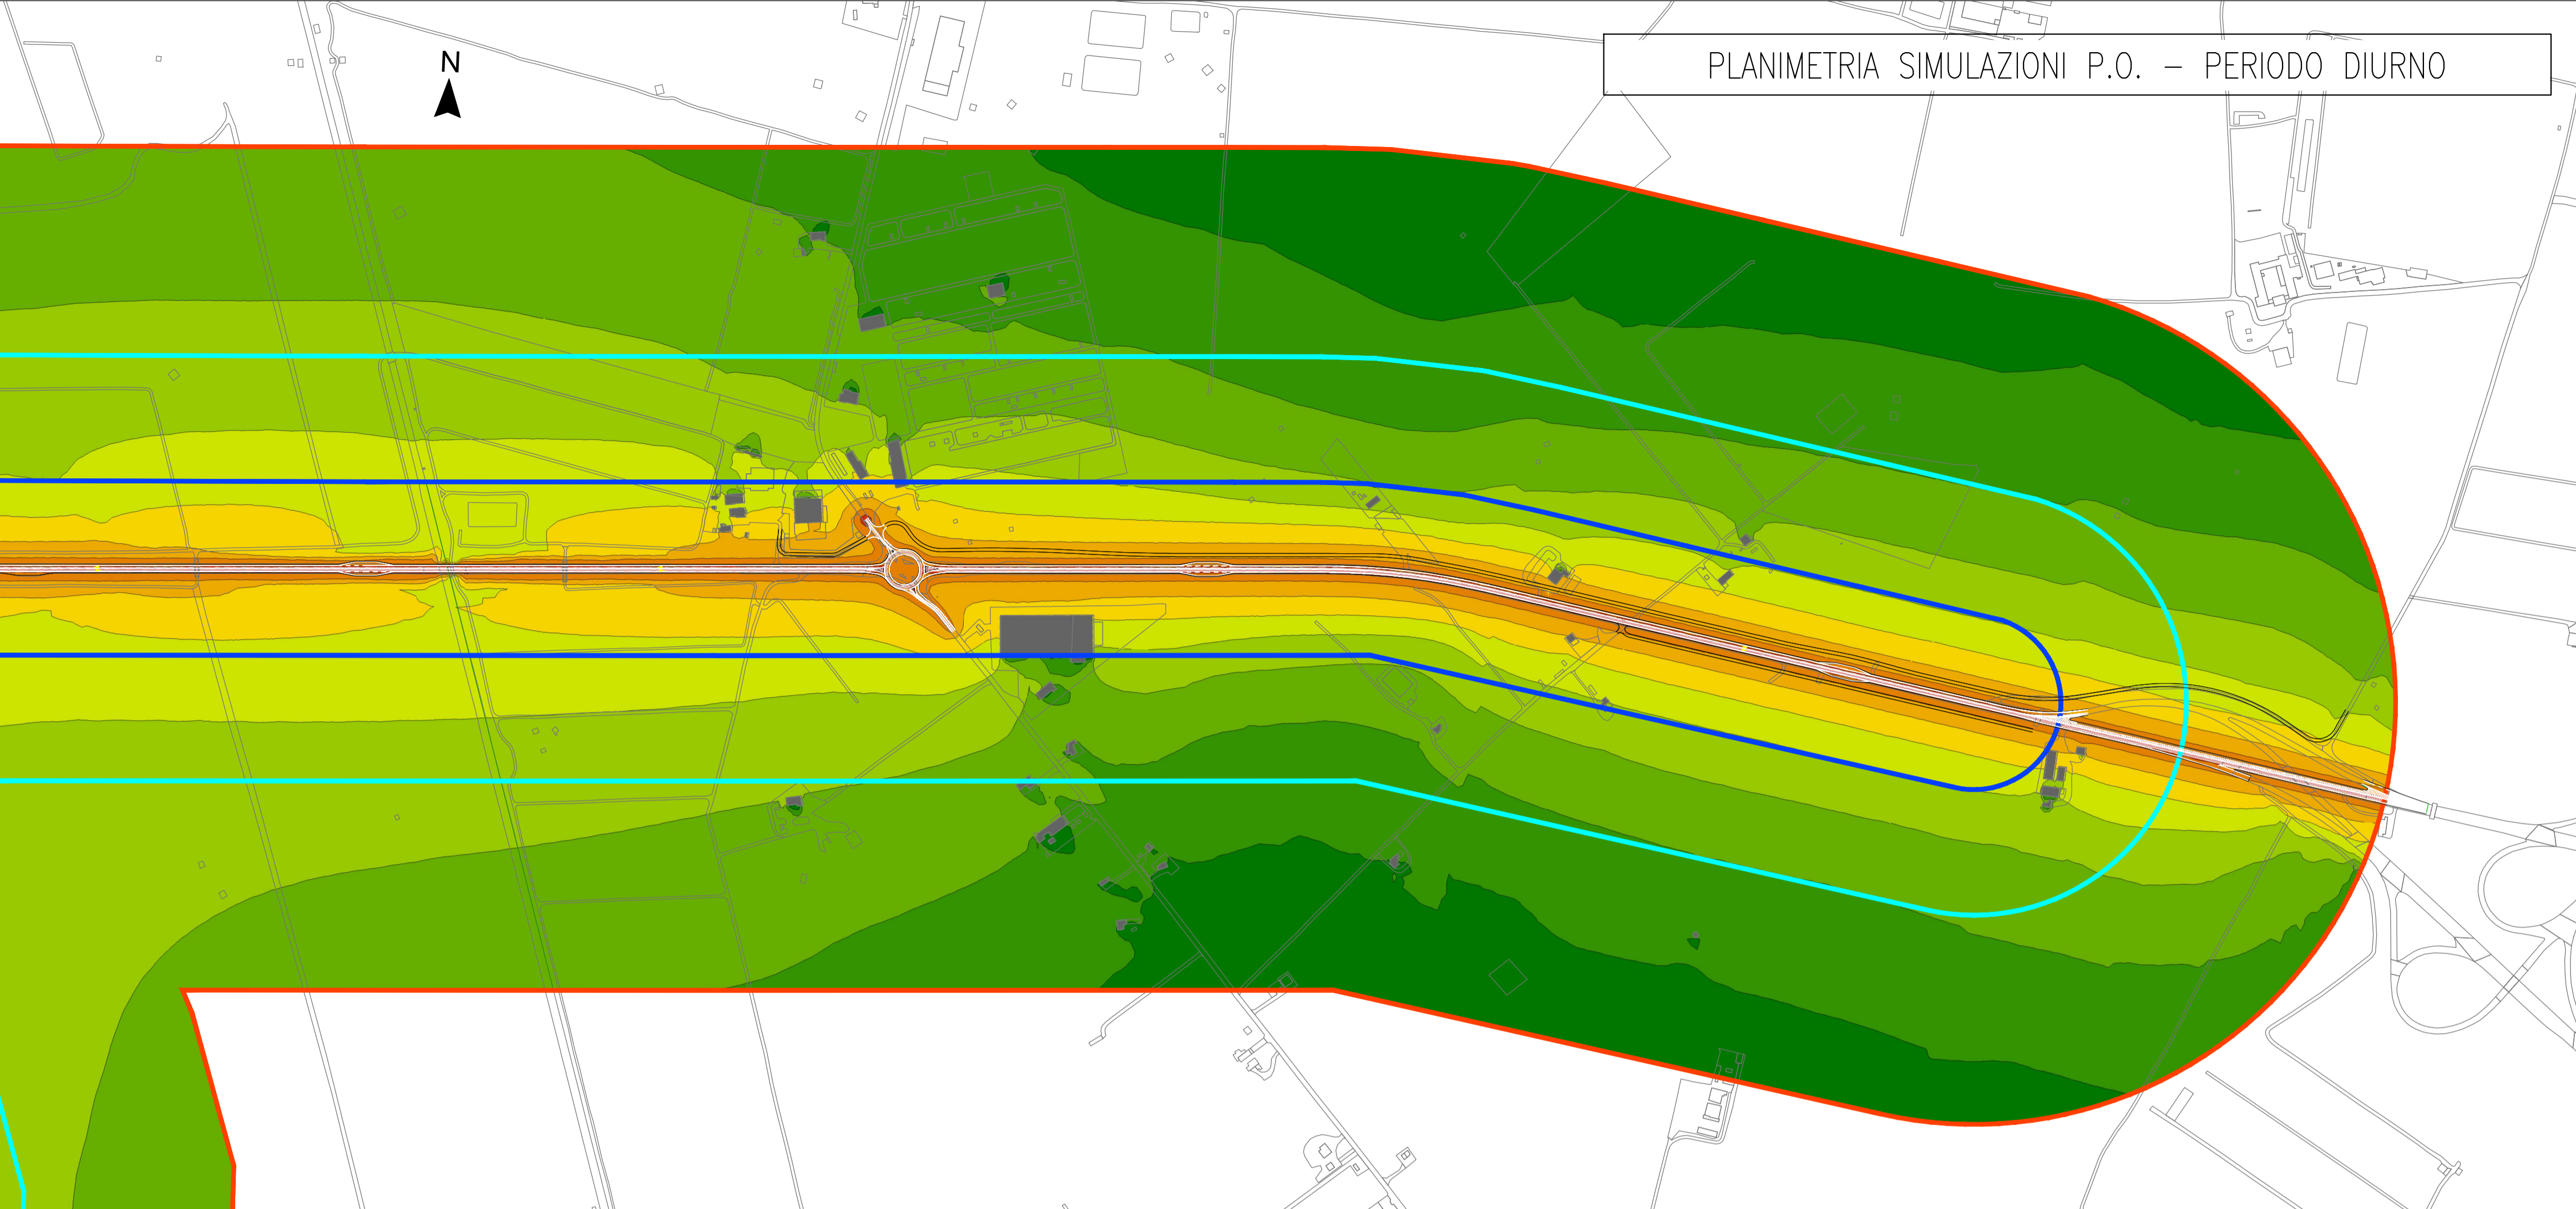 PLANIMETRIA SIMULAZIONI P.O. – PERIODO DIURNO
N